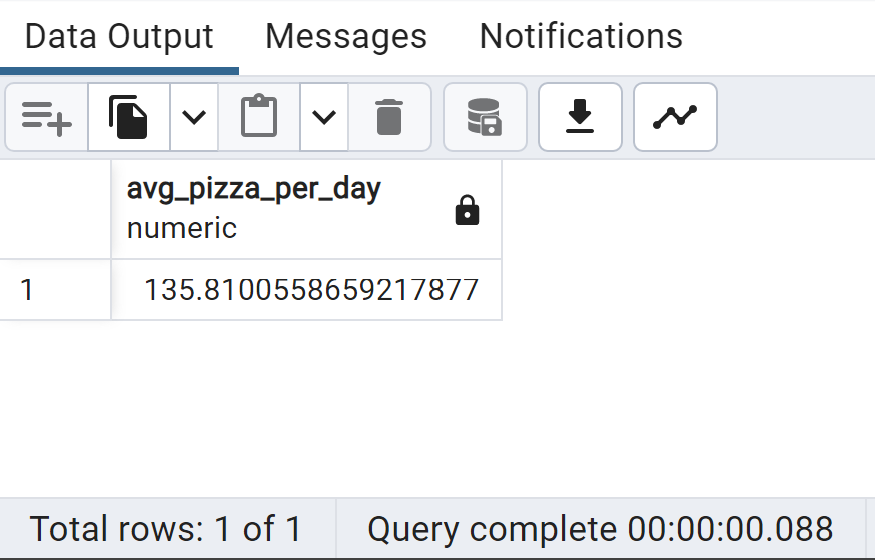 Data Output Messages Notifications
avg_pizza_per_day
numeric
1 135.8100558659217877
Total rows: 1 of 1 Query complete 00:00:00.088